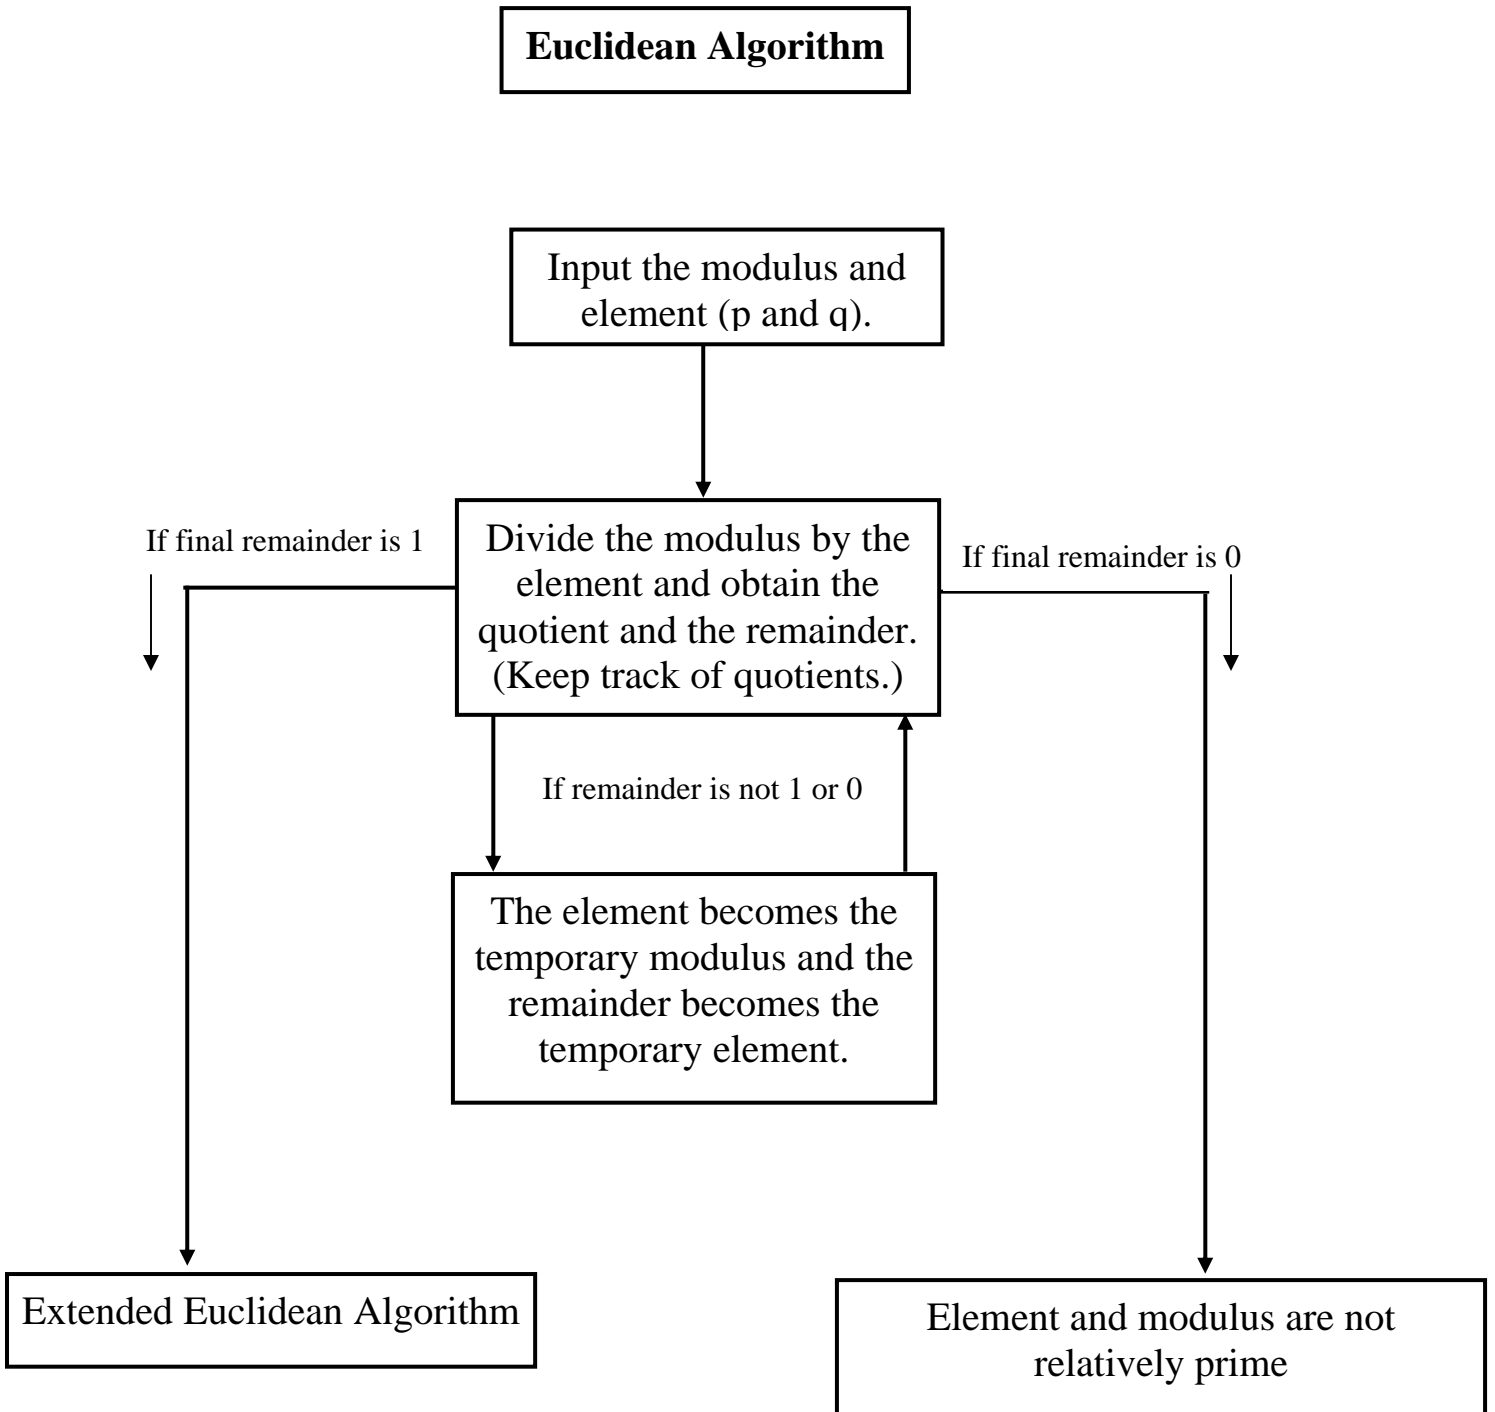 Euclidean Algorithm
Input the modulus and
element (p and q).
If final remainder is 1
Divide the modulus by the
element and obtain the
quotient and the remainder.
(Keep track of quotients.)
If final remainder is 0
If remainder is not 1 or 0
The element becomes the
temporary modulus and the
remainder becomes the
temporary element.
Extended Euclidean Algorithm
Element and modulus are not
relatively prime